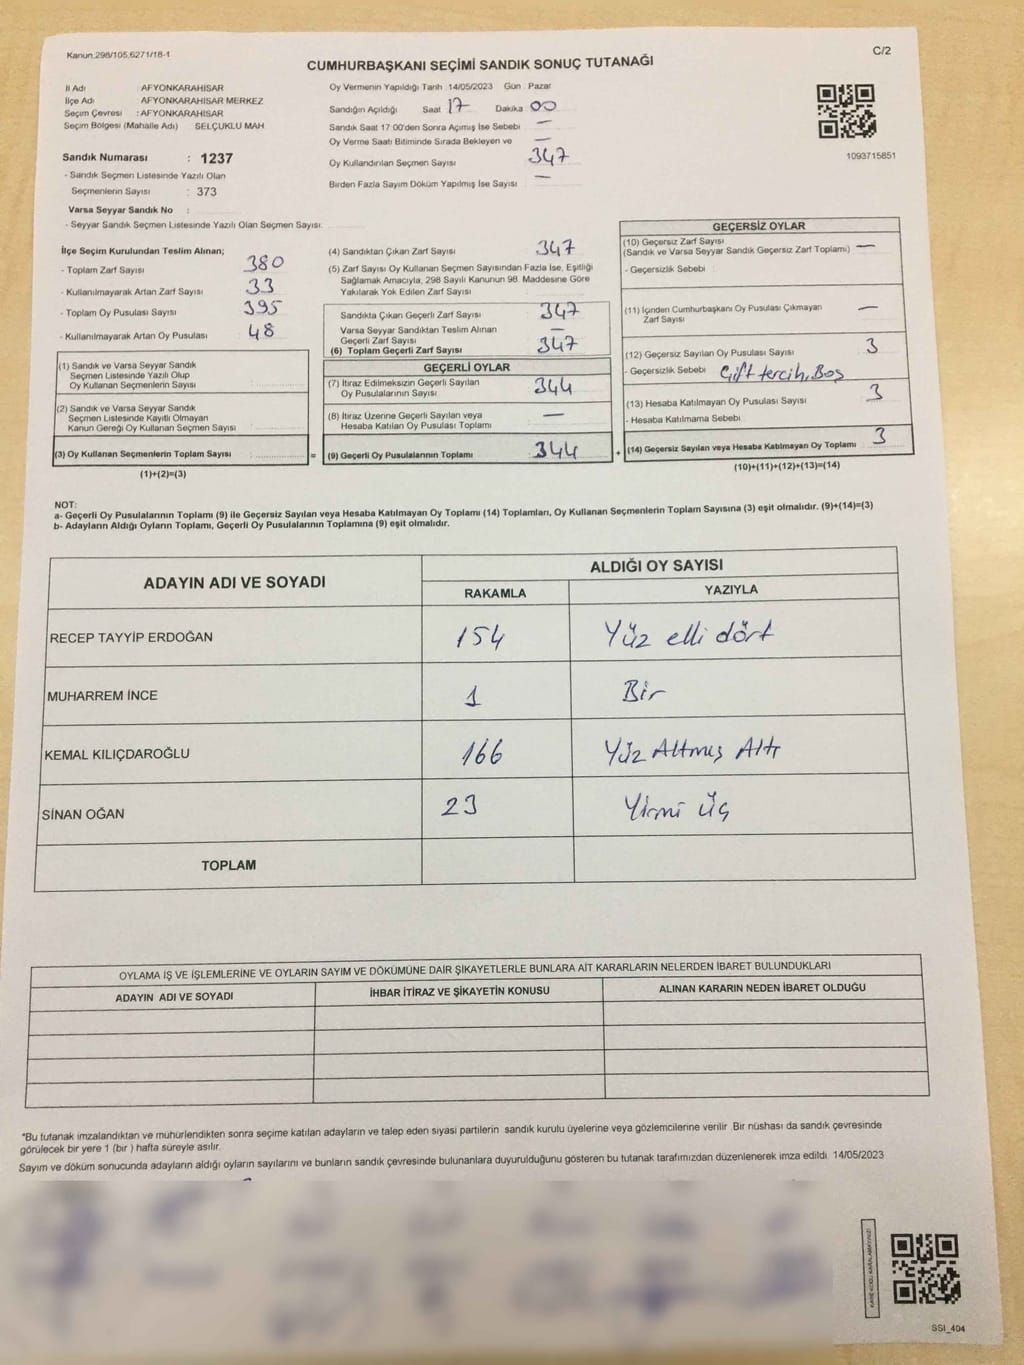 Kanun:298/105,6271/18-1
C/2
CUMHURBAŞKANI SEÇİMİ SANDIK SONUÇ TUTANAĞI
İl Adı : AFYONKARAHİSAR
İlçe Adı AFYONKARAHİSAR MERKEZ
Seçim Çevresi : AFYONKARAHİSAR
Seçim Bölgesi (Mahalle Adı) SELÇUKLU MAH.
Sandık Numarası : 1237
- Sandık Seçmen Listesinde Yazılı Olan
Seçmenlerin Sayısı : 373
Varsa Seyyar Sandık No :
- Seyyar Sandık Seçmen Listesinde Yazılı Olan Seçmen Sayısı:
Oy Vermenin Yapıldığı Tarih :14/05/2023 Gün : Pazar
Sandığın Açıldığı Saat 17 Dakika 00
Sandık Saat 17:00'den Sonra Açımış İse Sebebi : —
Oy Verme Saati Bitiminde Sırada Bekleyen ve —
Oy Kullandırılan Seçmen Sayısı 347
Birden Fazla Sayım Döküm Yapılmış İse Sayısı : —
1093715851
İlçe Seçim Kurulundan Teslim Alınan;
- Toplam Zarf Sayısı 380
- Kullanılmayarak Artan Zarf Sayısı 33
- Toplam Oy Pusulası Sayısı 395
- Kullanılmayarak Artan Oy Pusulası 48
(1) Sandık ve Varsa Seyyar Sandık
Seçmen Listesinde Yazılı Olup
Oy Kullanan Seçmenlerin Sayısı
(2) Sandık ve Varsa Seyyar Sandık
Seçmen Listesinde Kayıtlı Olmayan
Kanun Gereği Oy Kullanan Seçmen Sayısı
(3) Oy Kullanan Seçmenlerin Toplam Sayısı : =
(1)+(2)=(3)
(4) Sandıktan Çıkan Zarf Sayısı 347
(5) Zarf Sayısı Oy Kullanan Seçmen Sayısından Fazla İse, Eşitliği
Sağlamak Amacıyla, 298 Sayılı Kanunun 98. Maddesine Göre
Yakılarak Yok Edilen Zarf Sayısı
Sandıkta Çıkan Geçerli Zarf Sayısı 347
Varsa Seyyar Sandıktan Teslim Alınan
Geçerli Zarf Sayısı —
(6) Toplam Geçerli Zarf Sayısı 347
GEÇERLİ OYLAR
(7) İtiraz Edilmeksizin Geçerli Sayılan
Oy Pusulalarının Sayısı 344
(8) İtiraz Üzerine Geçerli Sayılan veya
Hesaba Katılan Oy Pusulası Toplamı —
(9) Geçerli Oy Pusulalarının Toplamı 344 +
GEÇERSİZ OYLAR
(10) Geçersiz Zarf Sayısı
(Sandık ve Varsa Seyyar Sandık Geçersiz Zarf Toplamı) —
- Geçersizlik Sebebi :
(11) İçinden Cumhurbaşkanı Oy Pusulası Çıkmayan
Zarf Sayısı —
(12) Geçersiz Sayılan Oy Pusulası Sayısı 3
- Geçersizlik Sebebi : Çift tercih, Boş
(13) Hesaba Katılmayan Oy Pusulası Sayısı 3
- Hesaba Katılmama Sebebi :
(14) Geçersiz Sayılan veya Hesaba Katılmayan Oy Toplamı 3
(10)+(11)+(12)+(13)=(14)
NOT:
a- Geçerli Oy Pusulalarının Toplamı (9) ile Geçersiz Sayılan veya Hesaba Katılmayan Oy Toplamı (14) Toplamları, Oy Kullanan Seçmenlerin Toplam Sayısına (3) eşit olmalıdır. (9)+(14)=(3)
b- Adayların Aldığı Oyların Toplamı, Geçerli Oy Pusulalarının Toplamına (9) eşit olmalıdır.
ADAYIN ADI VE SOYADI
ALDIĞI OY SAYISI
RAKAMLA YAZIYLA
RECEP TAYYİP ERDOĞAN 154 Yüz elli dört
MUHARREM İNCE 1 Bir
KEMAL KILIÇDAROĞLU 166 Yüz Altmış Altı
SİNAN OĞAN 23 Yirmi Üç
TOPLAM
OYLAMA İŞ VE İŞLEMLERİNE VE OYLARIN SAYIM VE DÖKÜMÜNE DAİR ŞİKAYETLERLE BUNLARA AİT KARARLARIN NELERDEN İBARET BULUNDUKLARI
ADAYIN ADI VE SOYADI İHBAR İTİRAZ VE ŞİKAYETİN KONUSU ALINAN KARARIN NEDEN İBARET OLDUĞU
*Bu tutanak imzalandıktan ve mühürlendikten sonra seçime katılan adayların ve talep eden siyasi partilerin sandık kurulu üyelerine veya gözlemcilerine verilir .Bir nüshası da sandık çevresinde
görülecek bir yere 1 (bir ) hafta süreyle asılır.
Sayım ve döküm sonucunda adayların aldığı oyların sayılarını ve bunların sandık çevresinde bulunanlara duyurulduğunu gösteren bu tutanak tarafımızdan düzenlenerek imza edildi. 14/05/2023
SSI_404